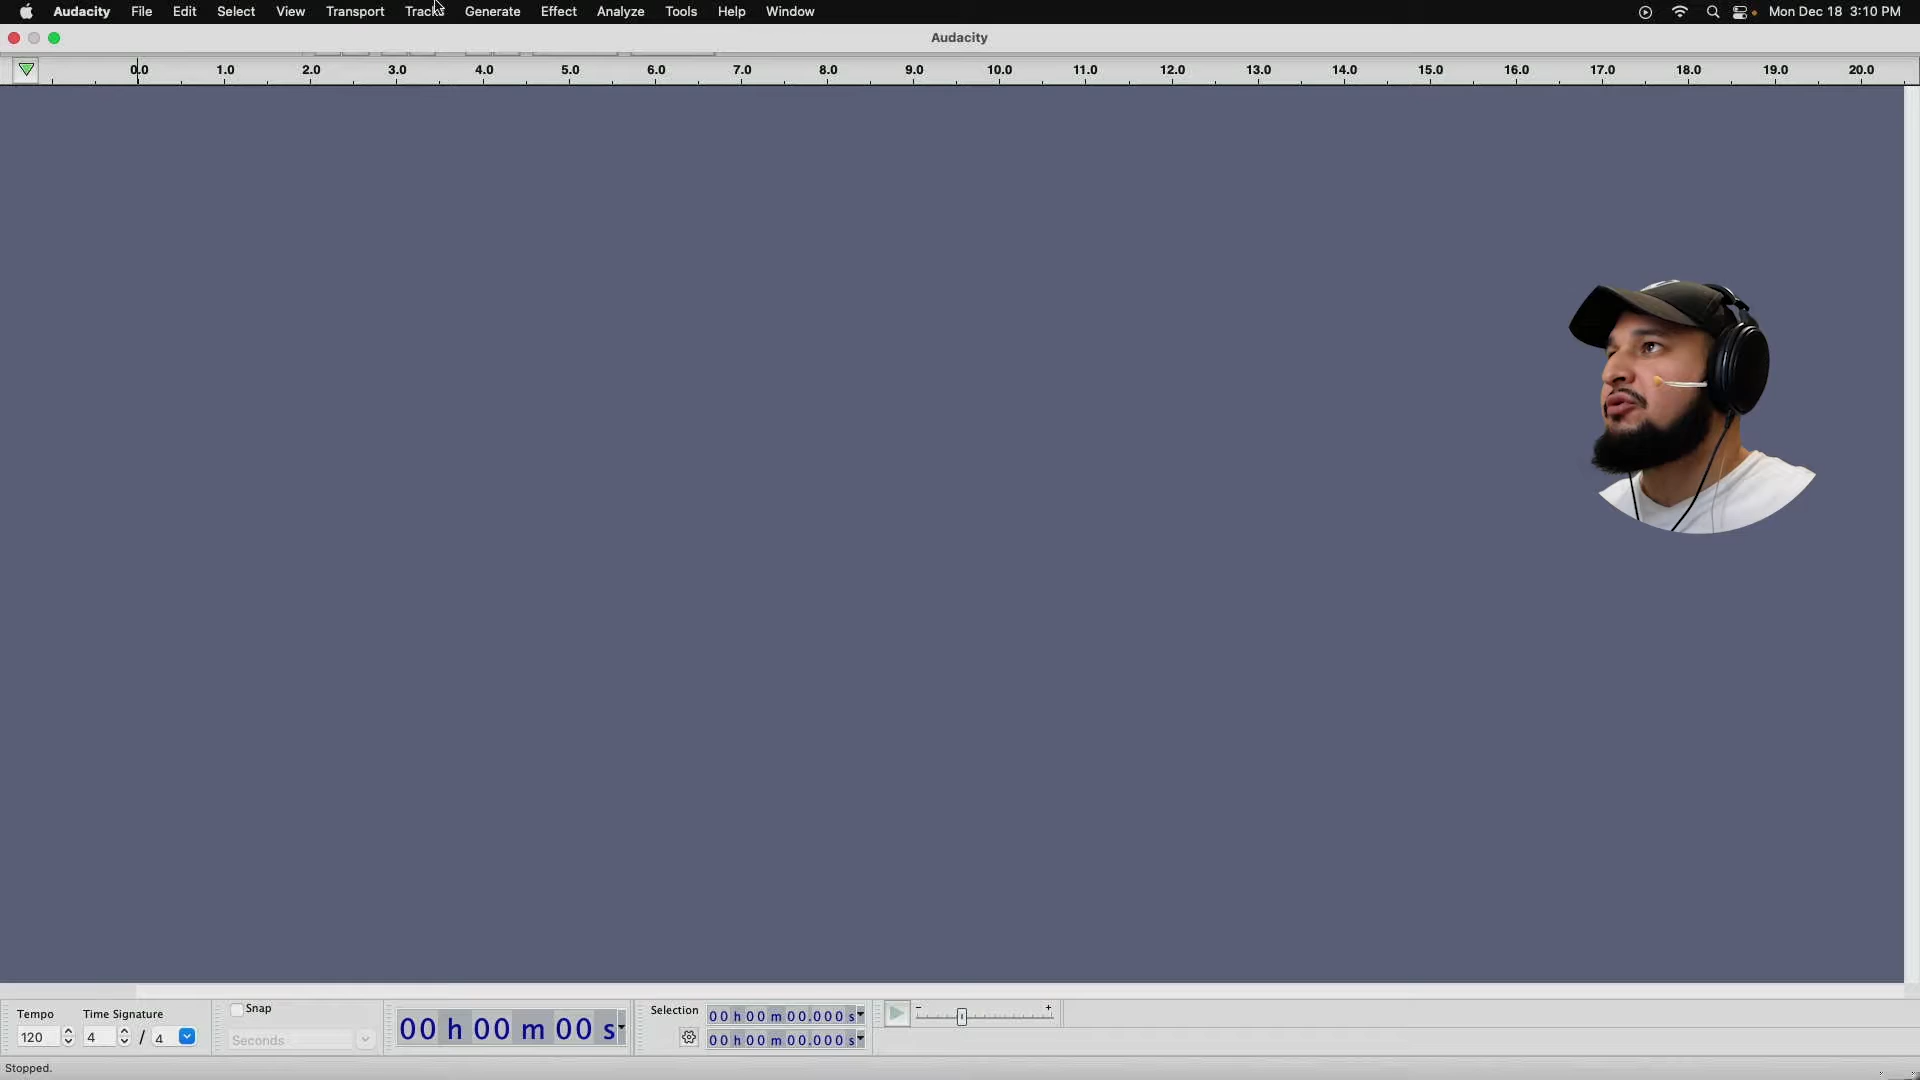 Audacity File Edit Select View Transport Tracks Generate Effect Analyze Tools Help Window Mon Dec 18 3:10 PM
Audacity
0.0 1.0 2.0 3.0 4.0 5.0 6.0 7.0 8.0 9.0 10.0 11.0 12.0 13.0 14.0 15.0 16.0 17.0 18.0 19.0 20.0
Tempo Time Signature Snap Selection
120 4 / 4 Seconds
00 h 00 m 00 s
00 h 00 m 00.000 s
00 h 00 m 00.000 s
- +
Stopped.